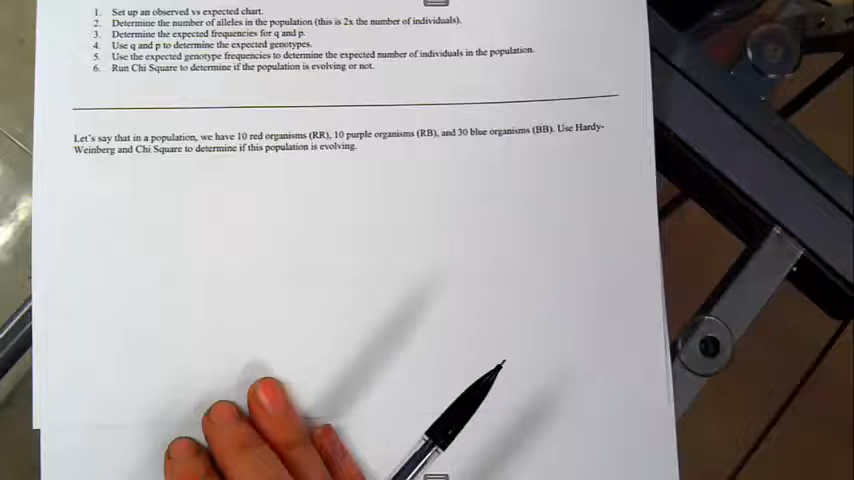 1. Set up an observed vs expected chart.
2. Determine the number of alleles in the population (this is 2x the number of individuals).
3. Determine the expected frequencies for q and p.
4. Use q and p to determine the expected genotypes.
5. Use the expected genotype frequencies to determine the expected number of individuals in the population.
6. Run Chi Square to determine if the population is evolving or not.
Let's say that in a population, we have 10 red organisms (RR), 10 purple organisms (RB), and 30 blue organisms (BB). Use Hardy-
Weinberg and Chi Square to determine if this population is evolving.